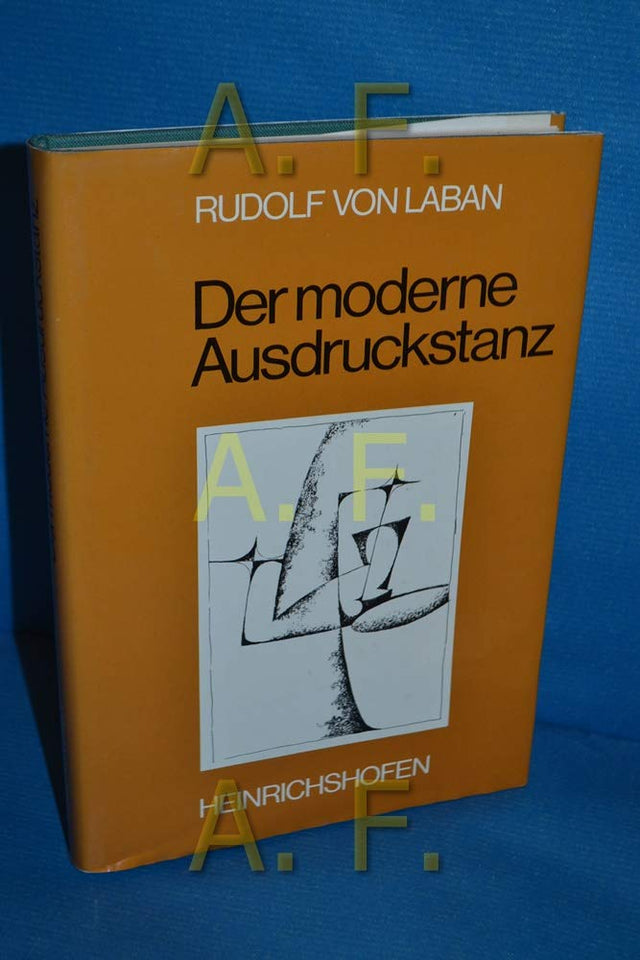 A. F.
RUDOLF VON LABAN
Der moderne
Ausdruckstanz
A. F.
HEINRICHSHOFEN
A. F.